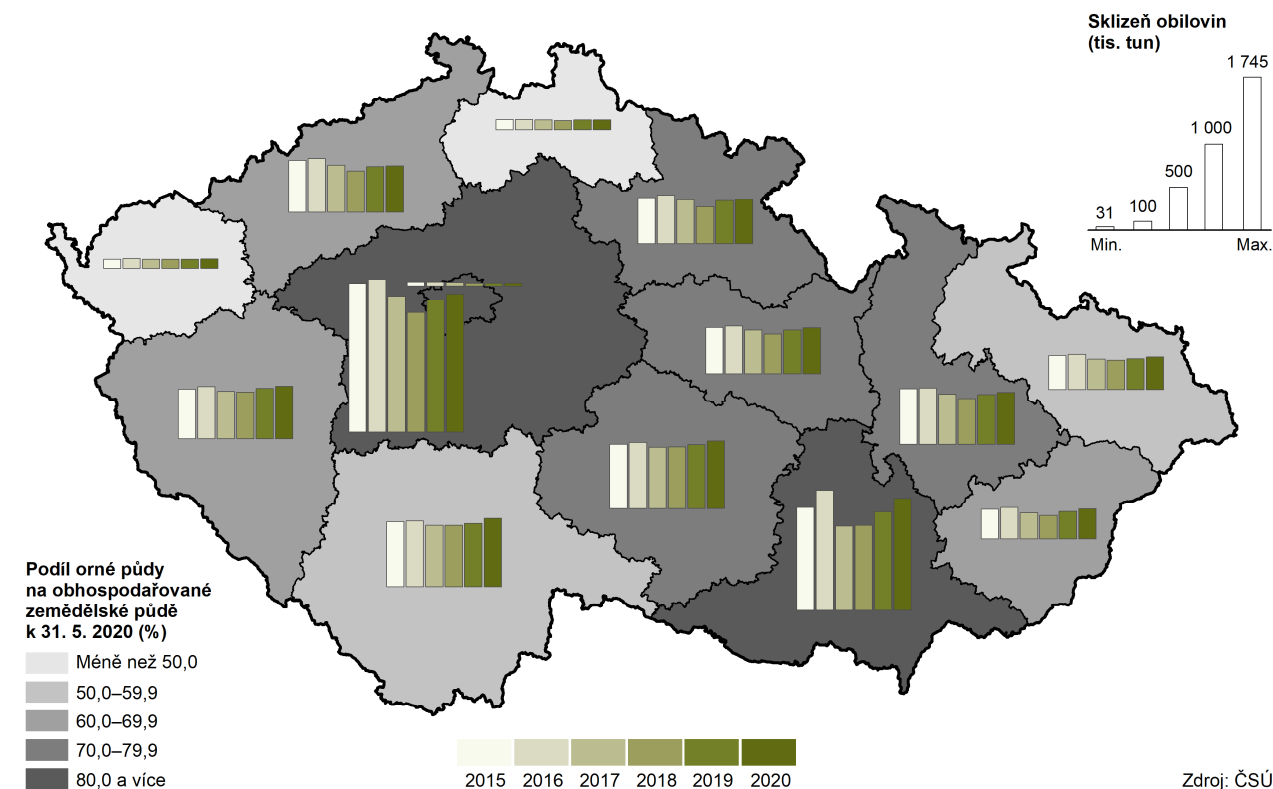 Sklizeň obilovin
(tis. tun)
1 745
1 000
500
100
31
Min.
Max.
Podíl orné půdy
na obhospodařované
zemědělské půdě
k 31. 5. 2020 (%)
Méně než 50,0
50,0–59,9
60,0–69,9
70,0–79,9
80,0 a více
2015 2016 2017 2018 2019 2020
Zdroj: ČSÚ